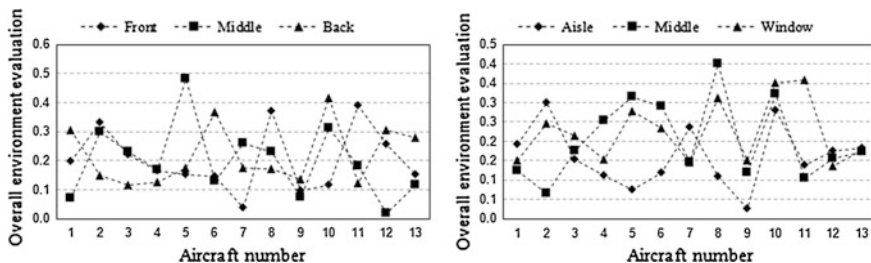 Front Middle Back
Overall environment evaluation
0.6
0.5
0.4
0.3
0.2
0.1
0.0
1 2 3 4 5 6 7 8 9 10 11 12 13
Aircraft number
Aisle Middle Window
Overall environment evaluation
0.5
0.4
0.4
0.3
0.3
0.2
0.2
0.1
0.1
0.0
1 2 3 4 5 6 7 8 9 10 11 12 13
Aircraft number